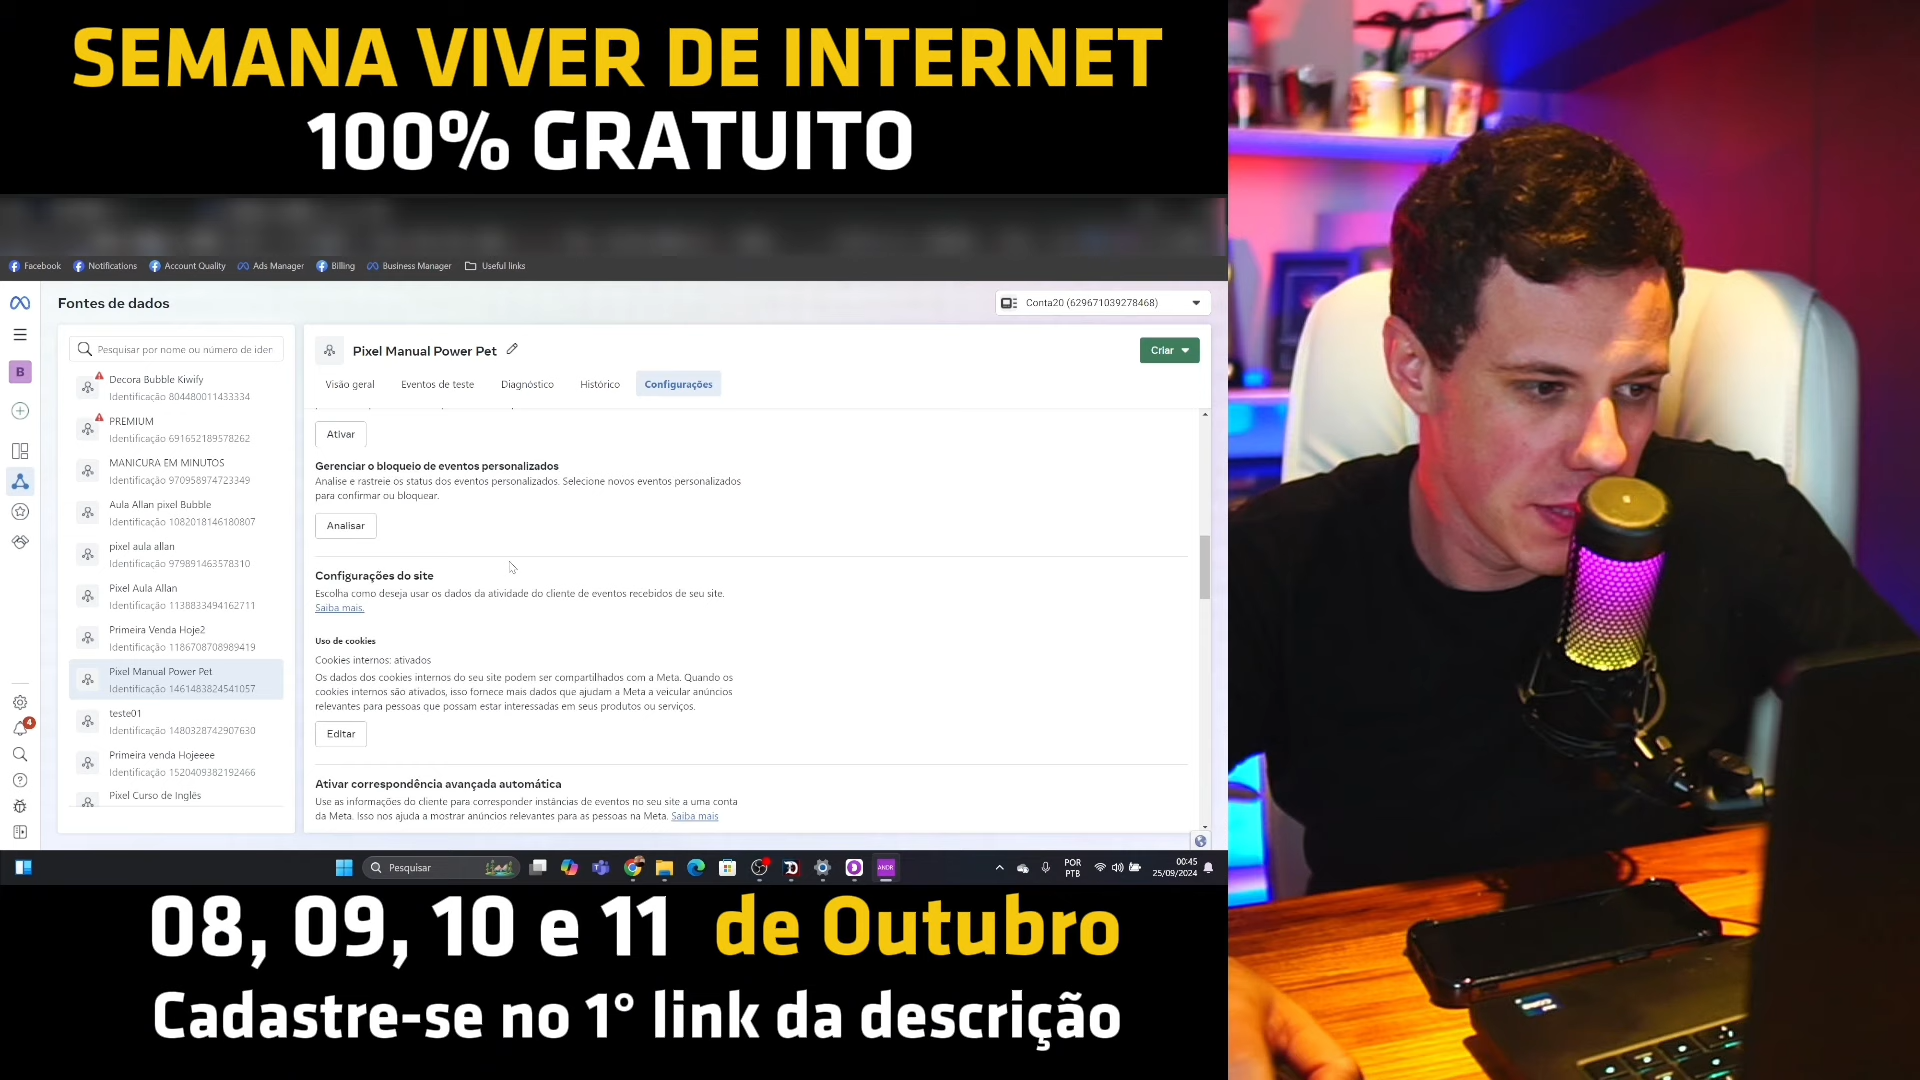 SEMANA VIVER DE INTERNET
100% GRATUITO
Facebook Notifications Account Quality Ads Manager Billing Business Manager Useful links
Fontes de dados
Conta20 (629671039278468)
B
Pesquisar por nome ou número de iden
Decora Bubble Kiwify
Identificação 804480011433334
PREMIUM
Identificação 691652189578262
MANICURA EM MINUTOS
Identificação 970958974723349
Aula Allan pixel Bubble
Identificação 1082018146180807
pixel aula allan
Identificação 979891463578310
Pixel Aula Allan
Identificação 1138833494162711
Primeira Venda Hoje2
Identificação 1186708708989419
Pixel Manual Power Pet
Identificação 1461483824541057
teste01
Identificação 1480328742907630
Primeira venda Hojeeee
Identificação 1520409382192466
Pixel Curso de Inglês
4
Pixel Manual Power Pet
Criar
Visão geral Eventos de teste Diagnóstico Histórico Configurações
Ativar
Gerenciar o bloqueio de eventos personalizados
Analise e rastreie os status dos eventos personalizados. Selecione novos eventos personalizados
para confirmar ou bloquear.
Analisar
Configurações do site
Escolha como deseja usar os dados da atividade do cliente de eventos recebidos de seu site.
Saiba mais.
Uso de cookies
Cookies internos: ativados
Os dados dos cookies internos do seu site podem ser compartilhados com a Meta. Quando os
cookies internos são ativados, isso fornece mais dados que ajudam a Meta a veicular anúncios
relevantes para pessoas que possam estar interessadas em seus produtos ou serviços.
Editar
Ativar correspondência avançada automática
Use as informações do cliente para corresponder instâncias de eventos no seu site a uma conta
da Meta. Isso nos ajuda a mostrar anúncios relevantes para as pessoas na Meta. Saiba mais
Pesquisar
ANDR
POR
PTB
00:45
25/09/2024
08, 09, 10 e 11 de Outubro
Cadastre-se no 1° link da descrição